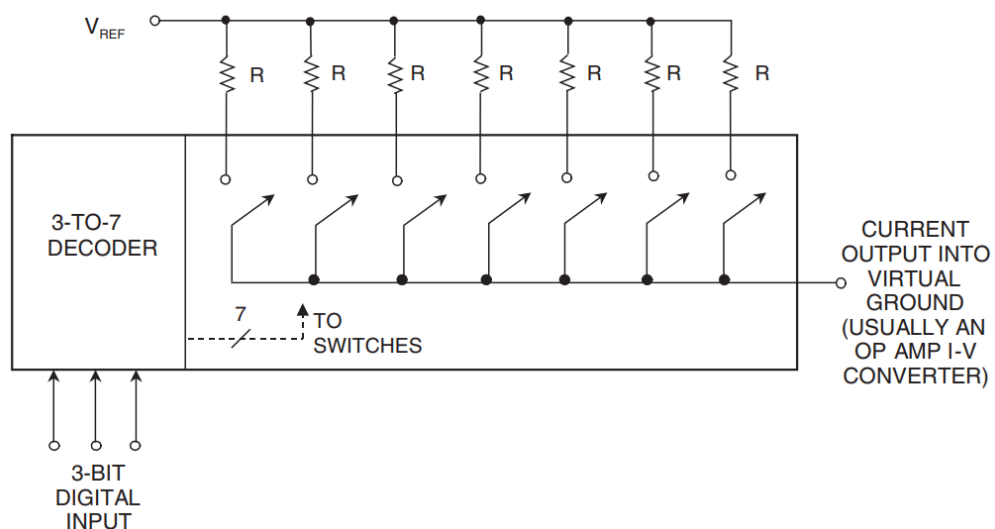 V_REF
R
R
R
R
R
R
R
3-TO-7
DECODER
7
TO
SWITCHES
CURRENT
OUTPUT INTO
VIRTUAL
GROUND
(USUALLY AN
OP AMP I-V
CONVERTER)
3-BIT
DIGITAL
INPUT